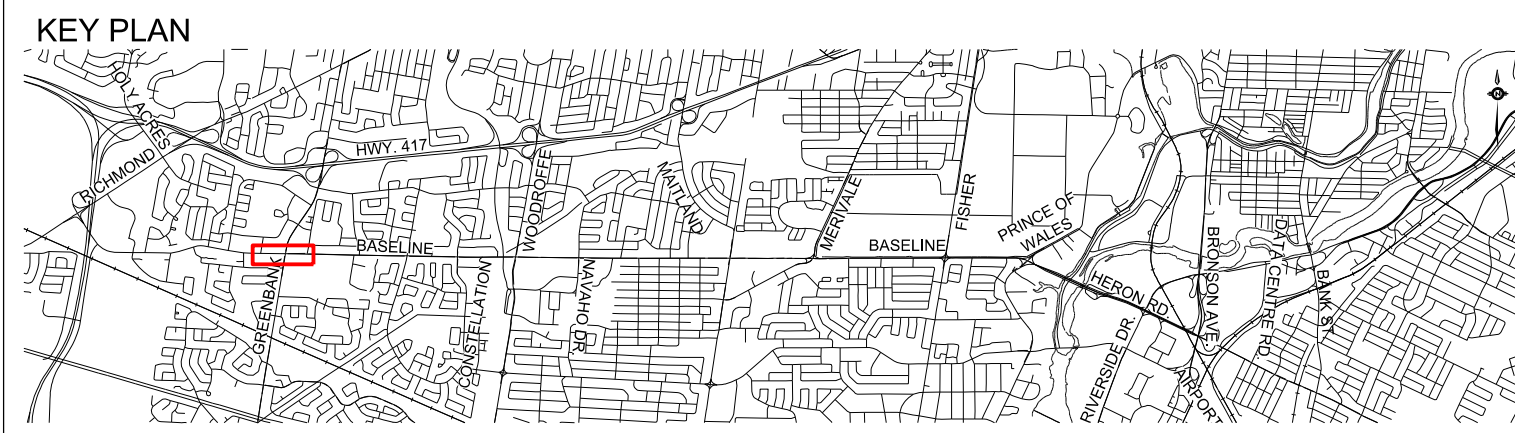 KEY PLAN
HOLY ACRES
RICHMOND
HWY. 417
GREENBANK
BASELINE
CONSTELLATION
WOODROFFE
NAVAHO DR.
MAITLAND
MERIVALE
BASELINE
FISHER
PRINCE OF
WALES
HERON RD.
RIVERSIDE DR.
AIRPORT
BRONSON AVE.
DATA CENTRE RD.
BANK ST.
N